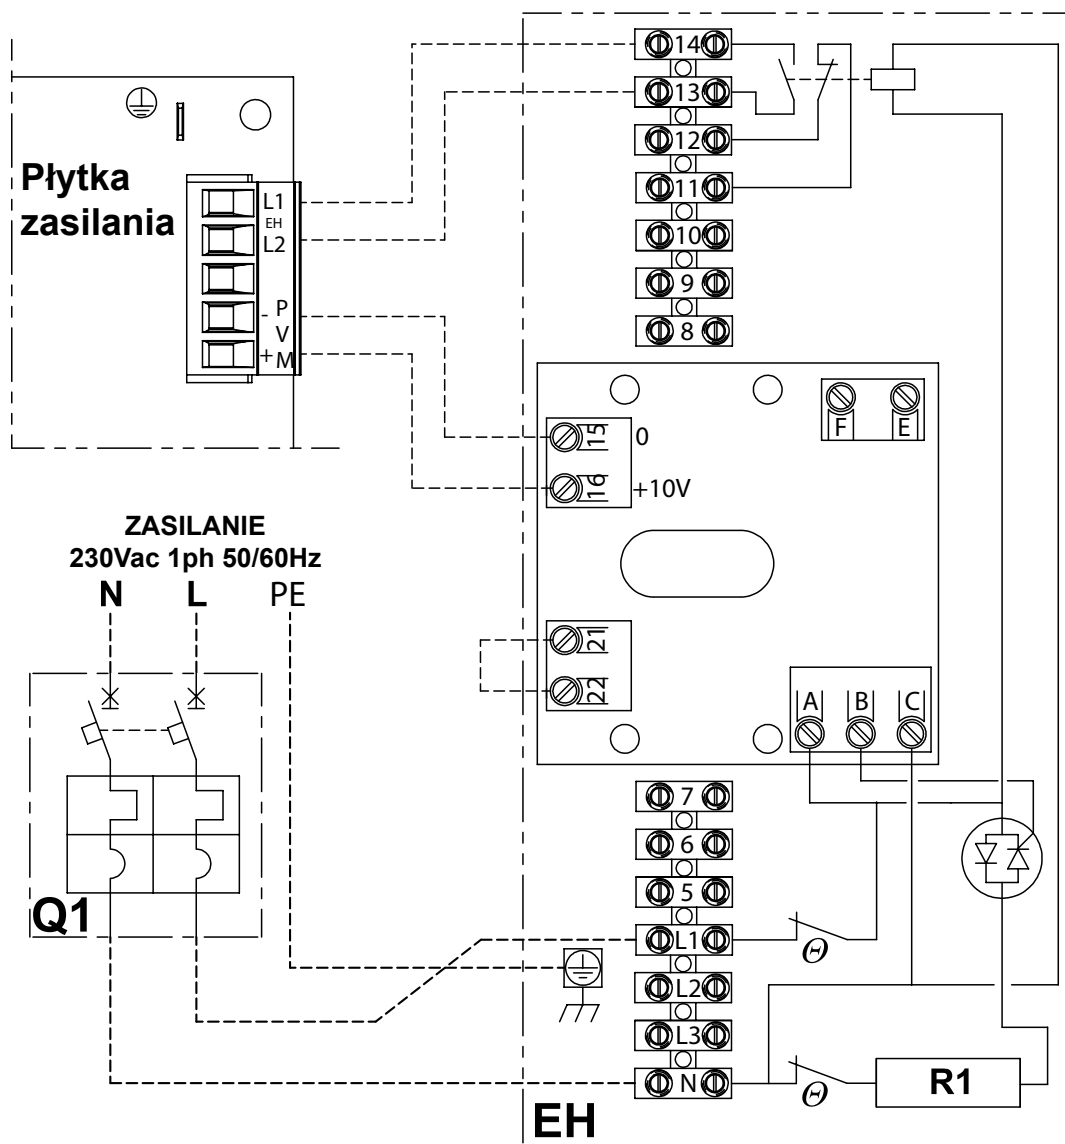 14
13
12
11
10
9
8
Płytka
zasilania
L1
EH
L2
- P
V
+ M
15 0
16 +10V
F E
ZASILANIE
230Vac 1ph 50/60Hz
N L PE
21
22
A B C
7
6
5
L1
L2
L3
N
Θ
Θ
Q1
R1
EH